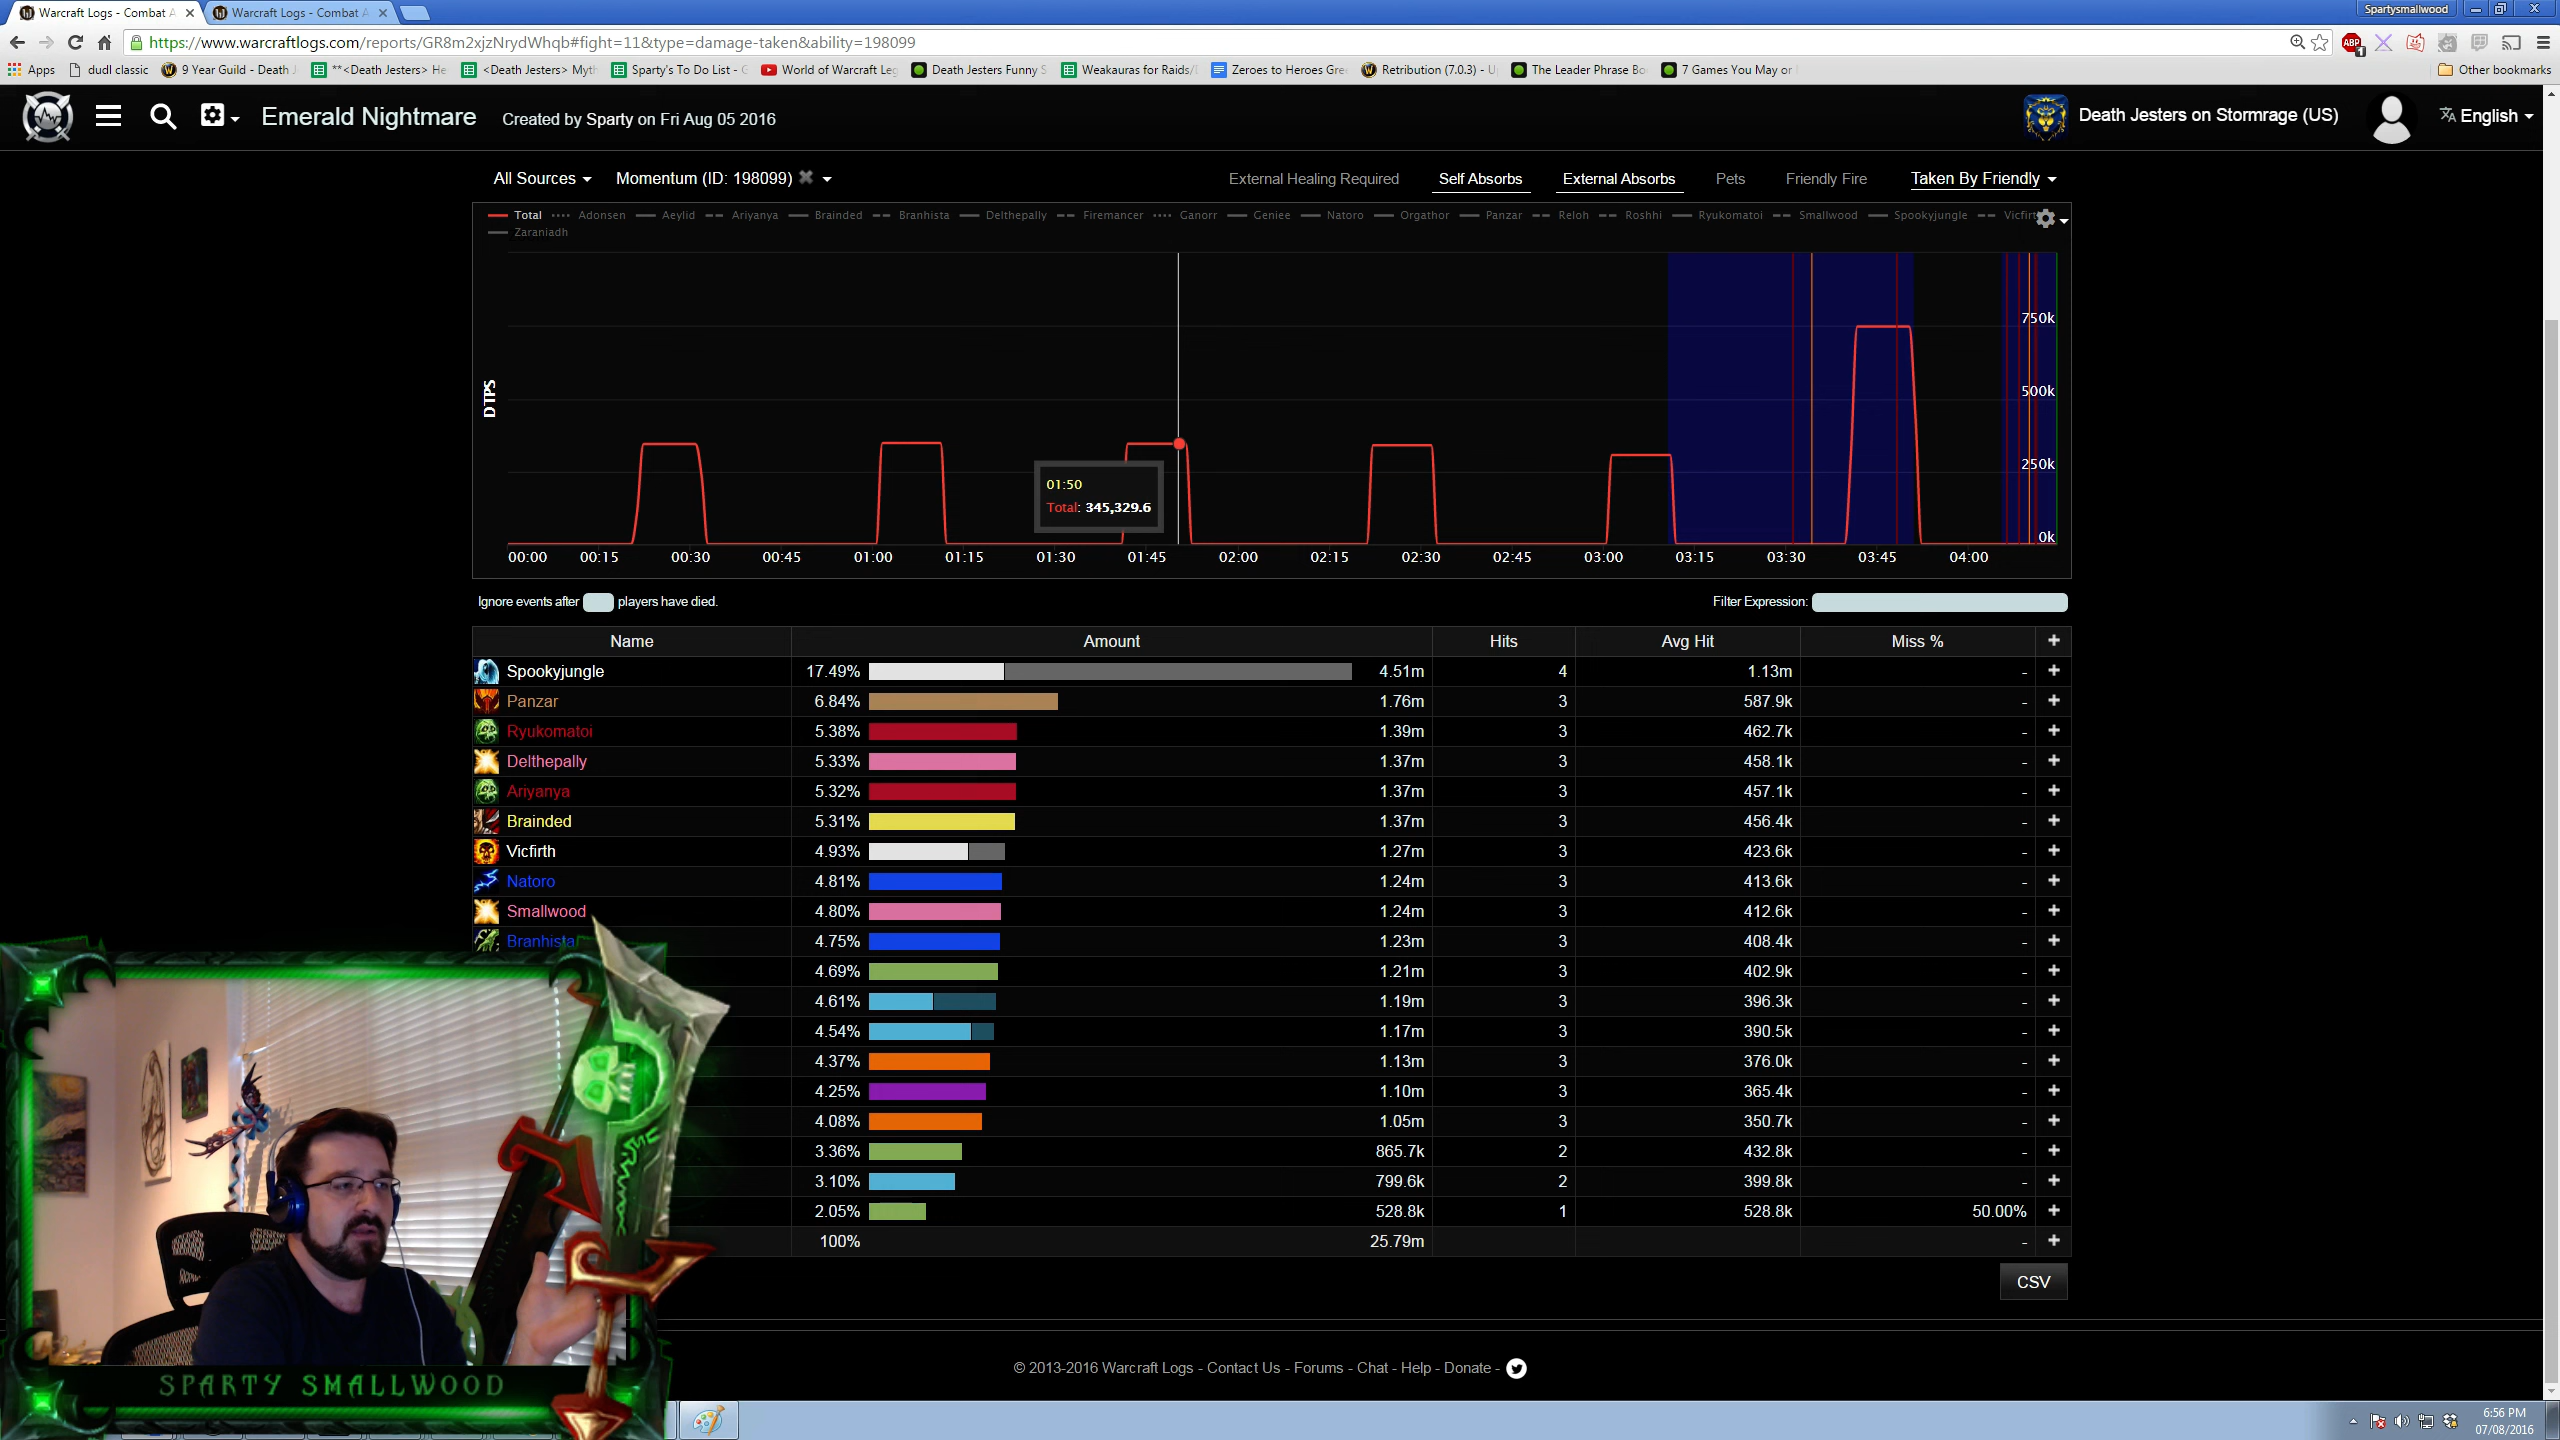 Warcraft Logs - Combat A
Warcraft Logs - Combat A
Spartysmallwood
https://www.warcraftlogs.com/reports/GR8m2xjzNrydWhqb#fight=11&type=damage-taken&ability=198099
ABP
1
Apps
dudl classic
9 Year Guild - Death J
**<Death Jesters> He
<Death Jesters> Myth
Sparty's To Do List - G
World of Warcraft Leg
Death Jesters Funny S
Weakauras for Raids/D
Zeroes to Heroes Gre
Retribution (7.0.3) - U
The Leader Phrase Bo
7 Games You May or
Other bookmarks
Emerald Nightmare
Created by Sparty on Fri Aug 05 2016
Death Jesters on Stormrage (US)
English
All Sources
Momentum (ID: 198099)
External Healing Required
Self Absorbs
External Absorbs
Pets
Friendly Fire
Taken By Friendly
Total Adonsen Aeylid Ariyanya Brainded Branhista Delthepally Firemancer Ganorr Geniee Natoro Orgathor Panzar Reloh Roshhi Ryukomatoi Smallwood Spookyjungle Vicfirt
Zaraniadh
DTPS
750k
500k
250k
0k
01:50
Total: 345,329.6
00:00 00:15 00:30 00:45 01:00 01:15 01:30 01:45 02:00 02:15 02:30 02:45 03:00 03:15 03:30 03:45 04:00
Ignore events after players have died.
Filter Expression:
Name Amount Hits Avg Hit Miss % +
Spookyjungle 17.49% 4.51m 4 1.13m - +
Panzar 6.84% 1.76m 3 587.9k - +
Ryukomatoi 5.38% 1.39m 3 462.7k - +
Delthepally 5.33% 1.37m 3 458.1k - +
Ariyanya 5.32% 1.37m 3 457.1k - +
Brainded 5.31% 1.37m 3 456.4k - +
Vicfirth 4.93% 1.27m 3 423.6k - +
Natoro 4.81% 1.24m 3 413.6k - +
Smallwood 4.80% 1.24m 3 412.6k - +
Branhista 4.75% 1.23m 3 408.4k - +
4.69% 1.21m 3 402.9k - +
4.61% 1.19m 3 396.3k - +
4.54% 1.17m 3 390.5k - +
4.37% 1.13m 3 376.0k - +
4.25% 1.10m 3 365.4k - +
4.08% 1.05m 3 350.7k - +
3.36% 865.7k 2 432.8k - +
3.10% 799.6k 2 399.8k - +
2.05% 528.8k 1 528.8k 50.00% +
100% 25.79m - +
CSV
© 2013-2016 Warcraft Logs - Contact Us - Forums - Chat - Help - Donate -
SPARTY SMALLWOOD
6:56 PM
07/08/2016